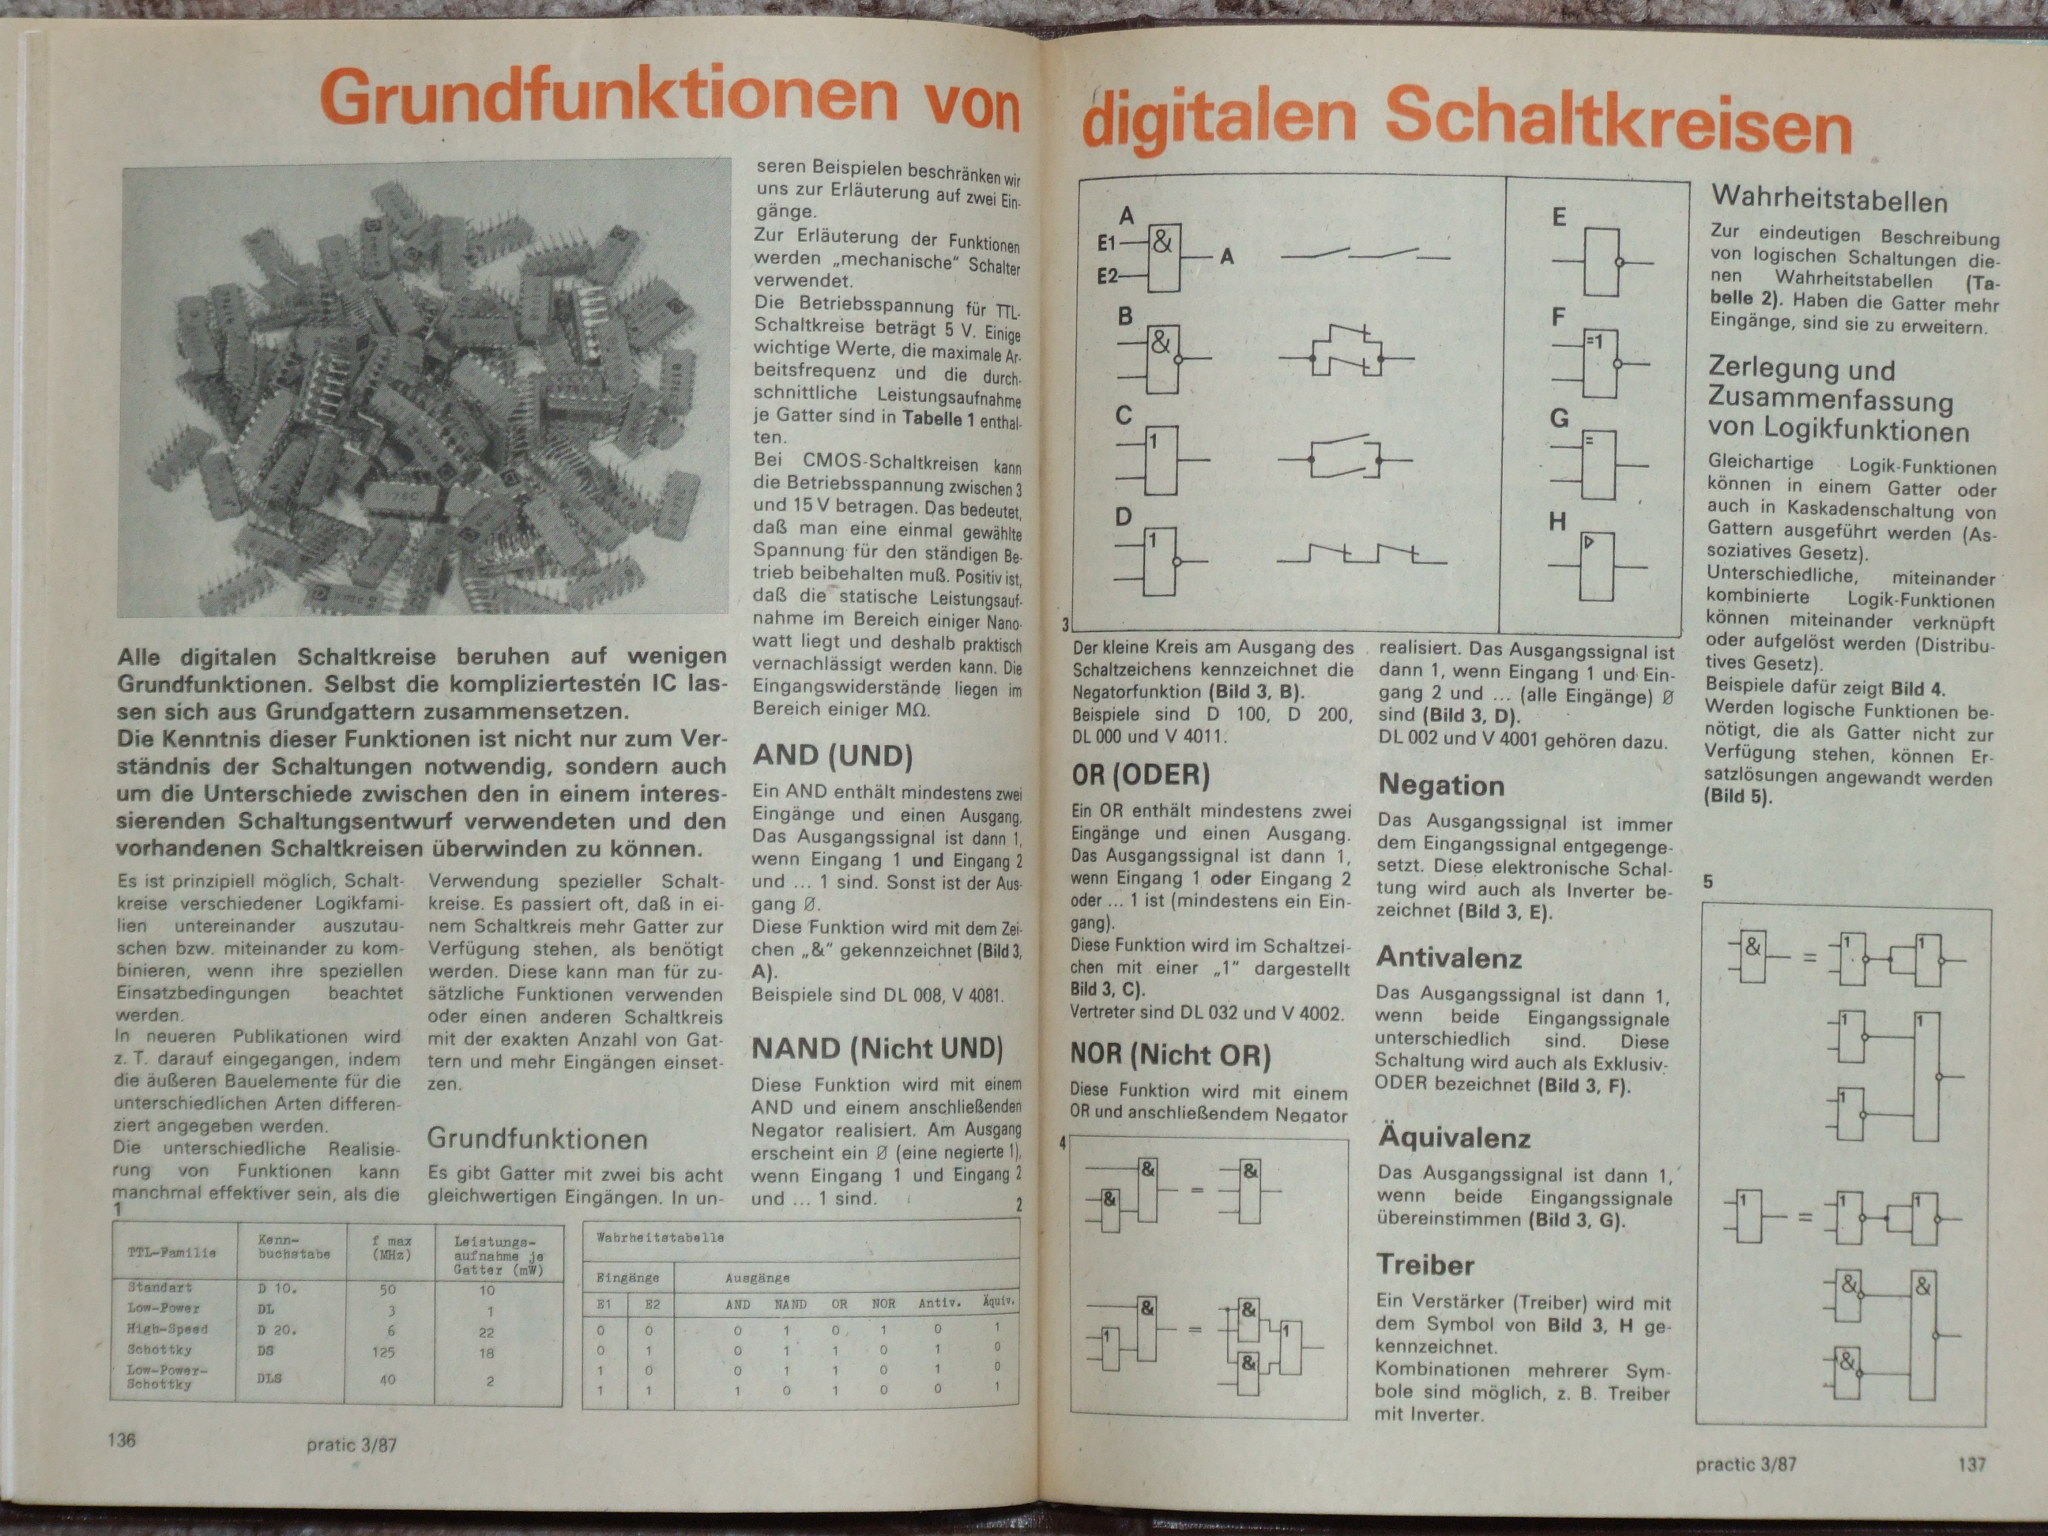 Grundfunktionen von digitalen Schaltkreisen
Alle digitalen Schaltkreise beruhen auf wenigen
Grundfunktionen. Selbst die kompliziertesten IC las-
sen sich aus Grundgattern zusammensetzen.
Die Kenntnis dieser Funktionen ist nicht nur zum Ver-
ständnis der Schaltungen notwendig, sondern auch
um die Unterschiede zwischen den in einem interes-
sierenden Schaltungsentwurf verwendeten und den
vorhandenen Schaltkreisen überwinden zu können.
Es ist prinzipiell möglich, Schalt-
kreise verschiedener Logikfami-
lien untereinander auszutau-
schen bzw. miteinander zu kom-
binieren, wenn ihre speziellen
Einsatzbedingungen beachtet
werden.
In neueren Publikationen wird
z. T. darauf eingegangen, indem
die äußeren Bauelemente für die
unterschiedlichen Arten differen-
ziert angegeben werden.
Die unterschiedliche Realisie-
rung von Funktionen kann
manchmal effektiver sein, als die
Verwendung spezieller Schalt-
kreise. Es passiert oft, daß in ei-
nem Schaltkreis mehr Gatter zur
Verfügung stehen, als benötigt
werden. Diese kann man für zu-
sätzliche Funktionen verwenden
oder einen anderen Schaltkreis
mit der exakten Anzahl von Gat-
tern und mehr Eingängen einset-
zen.
Grundfunktionen
Es gibt Gatter mit zwei bis acht
gleichwertigen Eingängen. In un-
seren Beispielen beschränken wir
uns zur Erläuterung auf zwei Ein-
gänge.
Zur Erläuterung der Funktionen
werden „mechanische“ Schalter
verwendet.
Die Betriebsspannung für TTL-
Schaltkreise beträgt 5 V. Einige
wichtige Werte, die maximale Ar-
beitsfrequenz und die durch-
schnittliche Leistungsaufnahme
je Gatter sind in Tabelle 1 enthal-
ten.
Bei CMOS-Schaltkreisen kann
die Betriebsspannung zwischen 3
und 15 V betragen. Das bedeutet,
daß man eine einmal gewählte
Spannung für den ständigen Be-
trieb beibehalten muß. Positiv ist,
daß die statische Leistungsauf-
nahme im Bereich einiger Nano-
watt liegt und deshalb praktisch
vernachlässigt werden kann. Die
Eingangswiderstände liegen im
Bereich einiger MΩ.
AND (UND)
Ein AND enthält mindestens zwei
Eingänge und einen Ausgang.
Das Ausgangssignal ist dann 1,
wenn Eingang 1 und Eingang 2
und ... 1 sind. Sonst ist der Aus-
gang Ø.
Diese Funktion wird mit dem Zei-
chen „&“ gekennzeichnet (Bild 3,
A).
Beispiele sind DL 008, V 4081.
NAND (Nicht UND)
Diese Funktion wird mit einem
AND und einem anschließenden
Negator realisiert. Am Ausgang
erscheint ein Ø (eine negierte 1),
wenn Eingang 1 und Eingang 2
und ... 1 sind.
1
TTL-Familie Kenn- f max Leistungs-
buchstabe (MHz) aufnahme je
Gatter (mW)
Standart D 10. 50 10
Low-Power DL 3 1
High-Speed D 20. 6 22
Schottky DS 125 18
Low-Power-
Schottky DLS 40 2
2
Wahrheitstabelle
Eingänge Ausgänge
E1 E2 AND NAND OR NOR Antiv. Äquiv.
0 0 0 1 0 1 0 1
0 1 0 1 1 0 1 0
1 0 0 1 1 0 1 0
1 1 1 0 1 0 0 1
136
pratic 3/87
A
E1
E2
&
A
B
&
C
1
D
1
E
F
=1
G
=
H
3
Der kleine Kreis am Ausgang des
Schaltzeichens kennzeichnet die
Negatorfunktion (Bild 3, B).
Beispiele sind D 100, D 200,
DL 000 und V 4011.
OR (ODER)
Ein OR enthält mindestens zwei
Eingänge und einen Ausgang.
Das Ausgangssignal ist dann 1,
wenn Eingang 1 oder Eingang 2
oder ... 1 ist (mindestens ein Ein-
gang).
Diese Funktion wird im Schaltzei-
chen mit einer „1“ dargestellt
Bild 3, C).
Vertreter sind DL 032 und V 4002.
NOR (Nicht OR)
Diese Funktion wird mit einem
OR und anschließendem Negator
4
& & = &
& 1 = & & 1
realisiert. Das Ausgangssignal ist
dann 1, wenn Eingang 1 und Ein-
gang 2 und ... (alle Eingänge) Ø
sind (Bild 3, D).
DL 002 und V 4001 gehören dazu.
Negation
Das Ausgangssignal ist immer
dem Eingangssignal entgegenge-
setzt. Diese elektronische Schal-
tung wird auch als Inverter be-
zeichnet (Bild 3, E).
Antivalenz
Das Ausgangssignal ist dann 1,
wenn beide Eingangssignale
unterschiedlich sind. Diese
Schaltung wird auch als Exklusiv-
ODER bezeichnet (Bild 3, F).
Äquivalenz
Das Ausgangssignal ist dann 1,
wenn beide Eingangssignale
übereinstimmen (Bild 3, G).
Treiber
Ein Verstärker (Treiber) wird mit
dem Symbol von Bild 3, H ge-
kennzeichnet.
Kombinationen mehrerer Sym-
bole sind möglich, z. B. Treiber
mit Inverter.
Wahrheitstabellen
Zur eindeutigen Beschreibung
von logischen Schaltungen die-
nen Wahrheitstabellen (Ta-
belle 2). Haben die Gatter mehr
Eingänge, sind sie zu erweitern.
Zerlegung und
Zusammenfassung
von Logikfunktionen
Gleichartige Logik-Funktionen
können in einem Gatter oder
auch in Kaskadenschaltung von
Gattern ausgeführt werden (As-
soziatives Gesetz).
Unterschiedliche, miteinander
kombinierte Logik-Funktionen
können miteinander verknüpft
oder aufgelöst werden (Distribu-
tives Gesetz).
Beispiele dafür zeigt Bild 4.
Werden logische Funktionen be-
nötigt, die als Gatter nicht zur
Verfügung stehen, können Er-
satzlösungen angewandt werden
(Bild 5).
5
& = 1 1
1 1
1
1 = 1 1
& &
&
practic 3/87
137